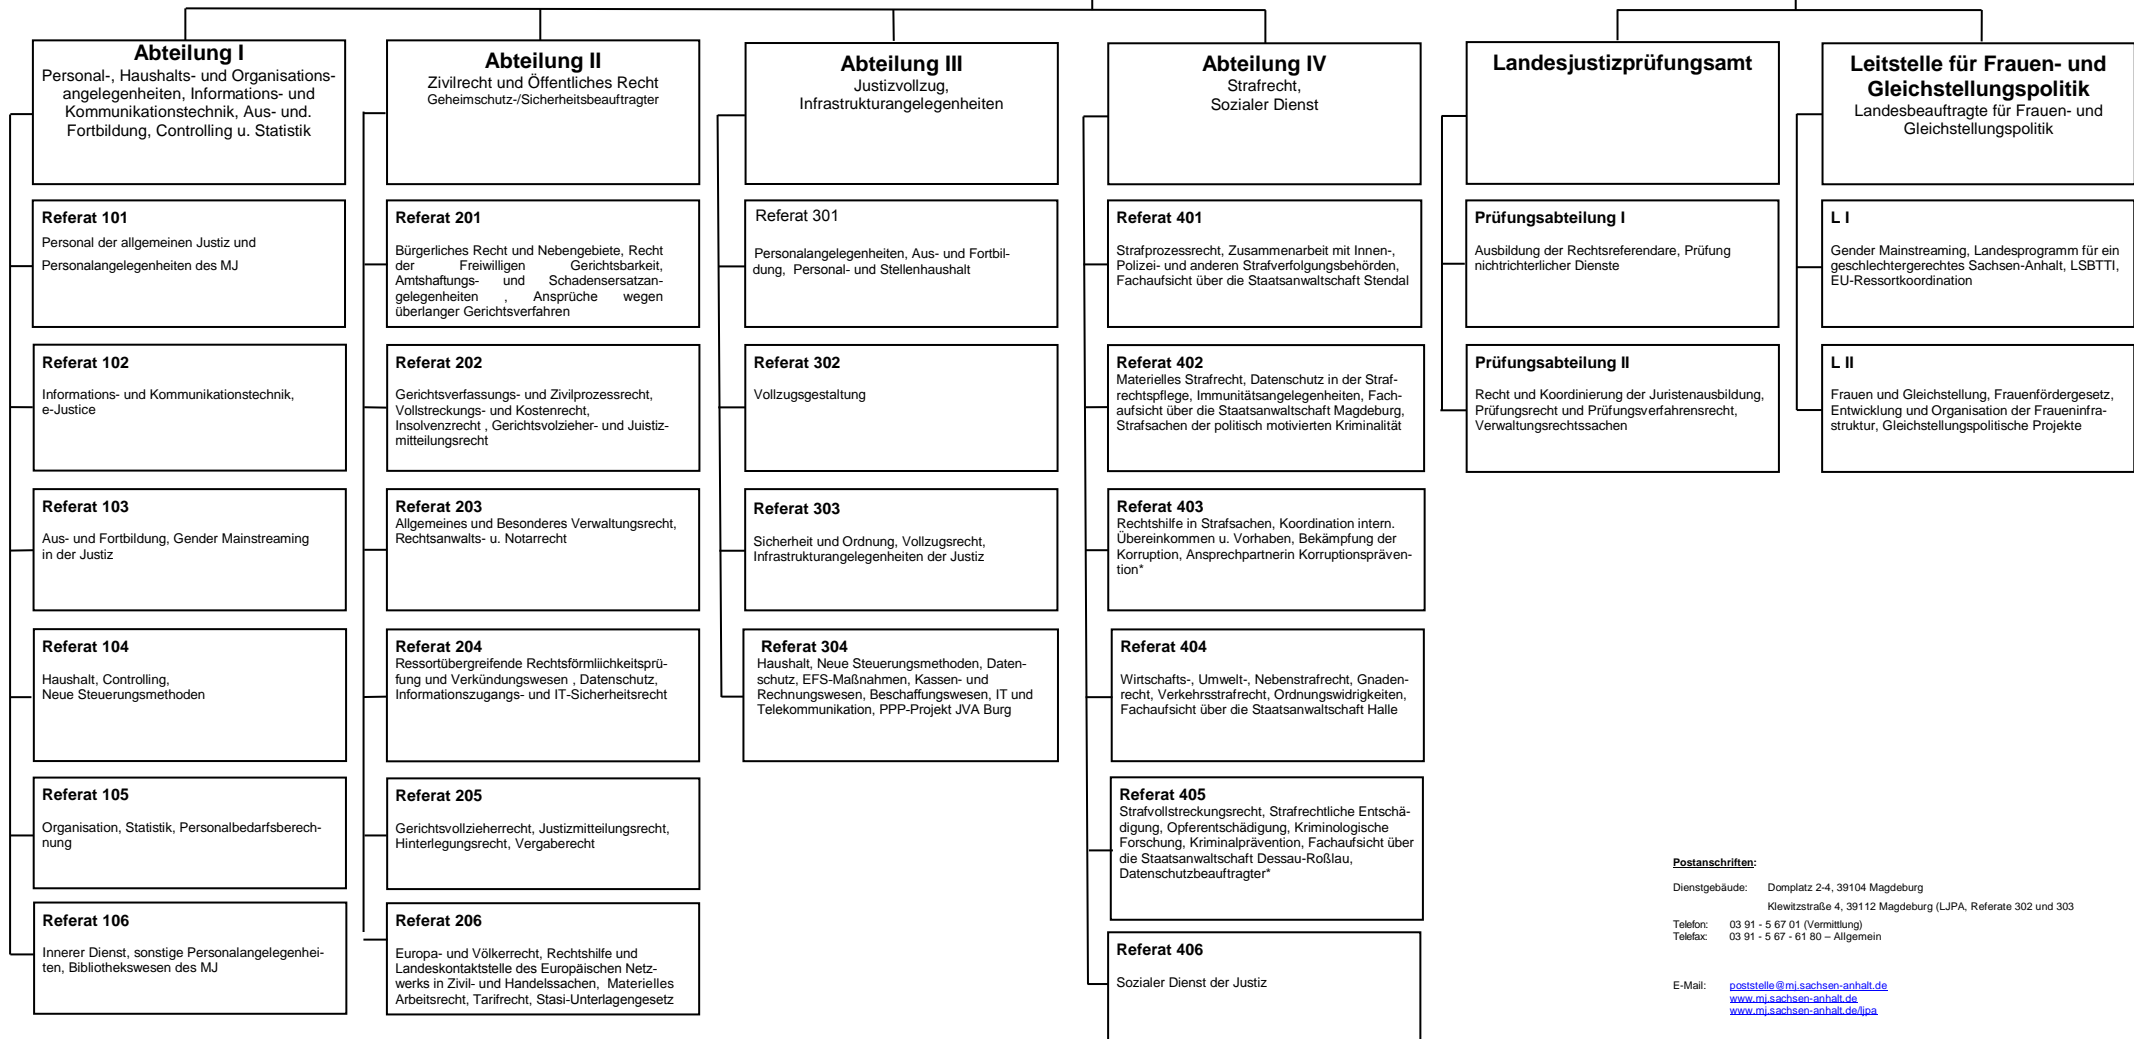 Abteilung I
Personal-, Haushalts- und Organisations-
angelegenheiten, Informations- und
Kommunikationstechnik, Aus- und.
Fortbildung, Controlling u. Statistik
Referat 101
Personal der allgemeinen Justiz und
Personalangelegenheiten des MJ
Referat 102
Informations- und Kommunikationstechnik,
e-Justice
Referat 103
Aus- und Fortbildung, Gender Mainstreaming
in der Justiz
Referat 104
Haushalt, Controlling,
Neue Steuerungsmethoden
Referat 105
Organisation, Statistik, Personalbedarfsberech-
nung
Referat 106
Innerer Dienst, sonstige Personalangelegenhei-
ten, Bibliothekswesen des MJ
Abteilung II
Zivilrecht und Öffentliches Recht
Geheimschutz-/Sicherheitsbeauftragter
Referat 201
Bürgerliches Recht und Nebengebiete, Recht
der Freiwilligen Gerichtsbarkeit,
Amtshaftungs- und Schadensersatzan-
gelegenheiten , Ansprüche wegen
überlanger Gerichtsverfahren
Referat 202
Gerichtsverfassungs- und Zivilprozessrecht,
Vollstreckungs- und Kostenrecht,
Insolvenzrecht , Gerichtsvolzieher- und Juistiz-
mitteilungsrecht
Referat 203
Allgemeines und Besonderes Verwaltungsrecht,
Rechtsanwalts- u. Notarrecht
Referat 204
Ressortübergreifende Rechtsförmliichkeitsprü-
fung und Verkündungswesen , Datenschutz,
Informationszugangs- und IT-Sicherheitsrecht
Referat 205
Gerichtsvollzieherrecht, Justizmitteilungsrecht,
Hinterlegungsrecht, Vergaberecht
Referat 206
Europa- und Völkerrecht, Rechtshilfe und
Landeskontaktstelle des Europäischen Netz-
werks in Zivil- und Handelssachen, Materielles
Arbeitsrecht, Tarifrecht, Stasi-Unterlagengesetz
Abteilung III
Justizvollzug,
Infrastrukturangelegenheiten
Referat 301
Personalangelegenheiten, Aus- und Fortbil-
dung, Personal- und Stellenhaushalt
Referat 302
Vollzugsgestaltung
Referat 303
Sicherheit und Ordnung, Vollzugsrecht,
Infrastrukturangelegenheiten der Justiz
Referat 304
Haushalt, Neue Steuerungsmethoden, Daten-
schutz, EFS-Maßnahmen, Kassen- und
Rechnungswesen, Beschaffungswesen, IT und
Telekommunikation, PPP-Projekt JVA Burg
Abteilung IV
Strafrecht,
Sozialer Dienst
Referat 401
Strafprozessrecht, Zusammenarbeit mit Innen-,
Polizei- und anderen Strafverfolgungsbehörden,
Fachaufsicht über die Staatsanwaltschaft Stendal
Referat 402
Materielles Strafrecht, Datenschutz in der Straf-
rechtspflege, Immunitätsangelegenheiten, Fach-
aufsicht über die Staatsanwaltschaft Magdeburg,
Strafsachen der politisch motivierten Kriminalität
Referat 403
Rechtshilfe in Strafsachen, Koordination intern.
Übereinkommen u. Vorhaben, Bekämpfung der
Korruption, Ansprechpartnerin Korruptionspräven-
tion*
Referat 404
Wirtschafts-, Umwelt-, Nebenstrafrecht, Gnaden-
recht, Verkehrsstrafrecht, Ordnungswidrigkeiten,
Fachaufsicht über die Staatsanwaltschaft Halle
Referat 405
Strafvollstreckungsrecht, Strafrechtliche Entschä-
digung, Opferentschädigung, Kriminologische
Forschung, Kriminalprävention, Fachaufsicht über
die Staatsanwaltschaft Dessau-Roßlau,
Datenschutzbeauftragter*
Referat 406
Sozialer Dienst der Justiz
Landesjustizprüfungsamt
Prüfungsabteilung I
Ausbildung der Rechtsreferendare, Prüfung
nichtrichterlicher Dienste
Prüfungsabteilung II
Recht und Koordinierung der Juristenausbildung,
Prüfungsrecht und Prüfungsverfahrensrecht,
Verwaltungsrechtssachen
Leitstelle für Frauen- und
Gleichstellungspolitik
Landesbeauftragte für Frauen- und
Gleichstellungspolitik
L I
Gender Mainstreaming, Landesprogramm für ein
geschlechtergerechtes Sachsen-Anhalt, LSBTTI,
EU-Ressortkoordination
L II
Frauen und Gleichstellung, Frauenfördergesetz,
Entwicklung und Organisation der Fraueninfra-
struktur, Gleichstellungspolitische Projekte
Postanschriften:
Dienstgebäude: Domplatz 2-4, 39104 Magdeburg
Klewitzstraße 4, 39112 Magdeburg (LJPA, Referate 302 und 303
Telefon: 03 91 - 5 67 01 (Vermittlung)
Telefax: 03 91 - 5 67 - 61 80 – Allgemein
E-Mail: poststelle@mj.sachsen-anhalt.de
www.mj.sachsen-anhalt.de
www.mj.sachsen-anhalt.de/ljpa